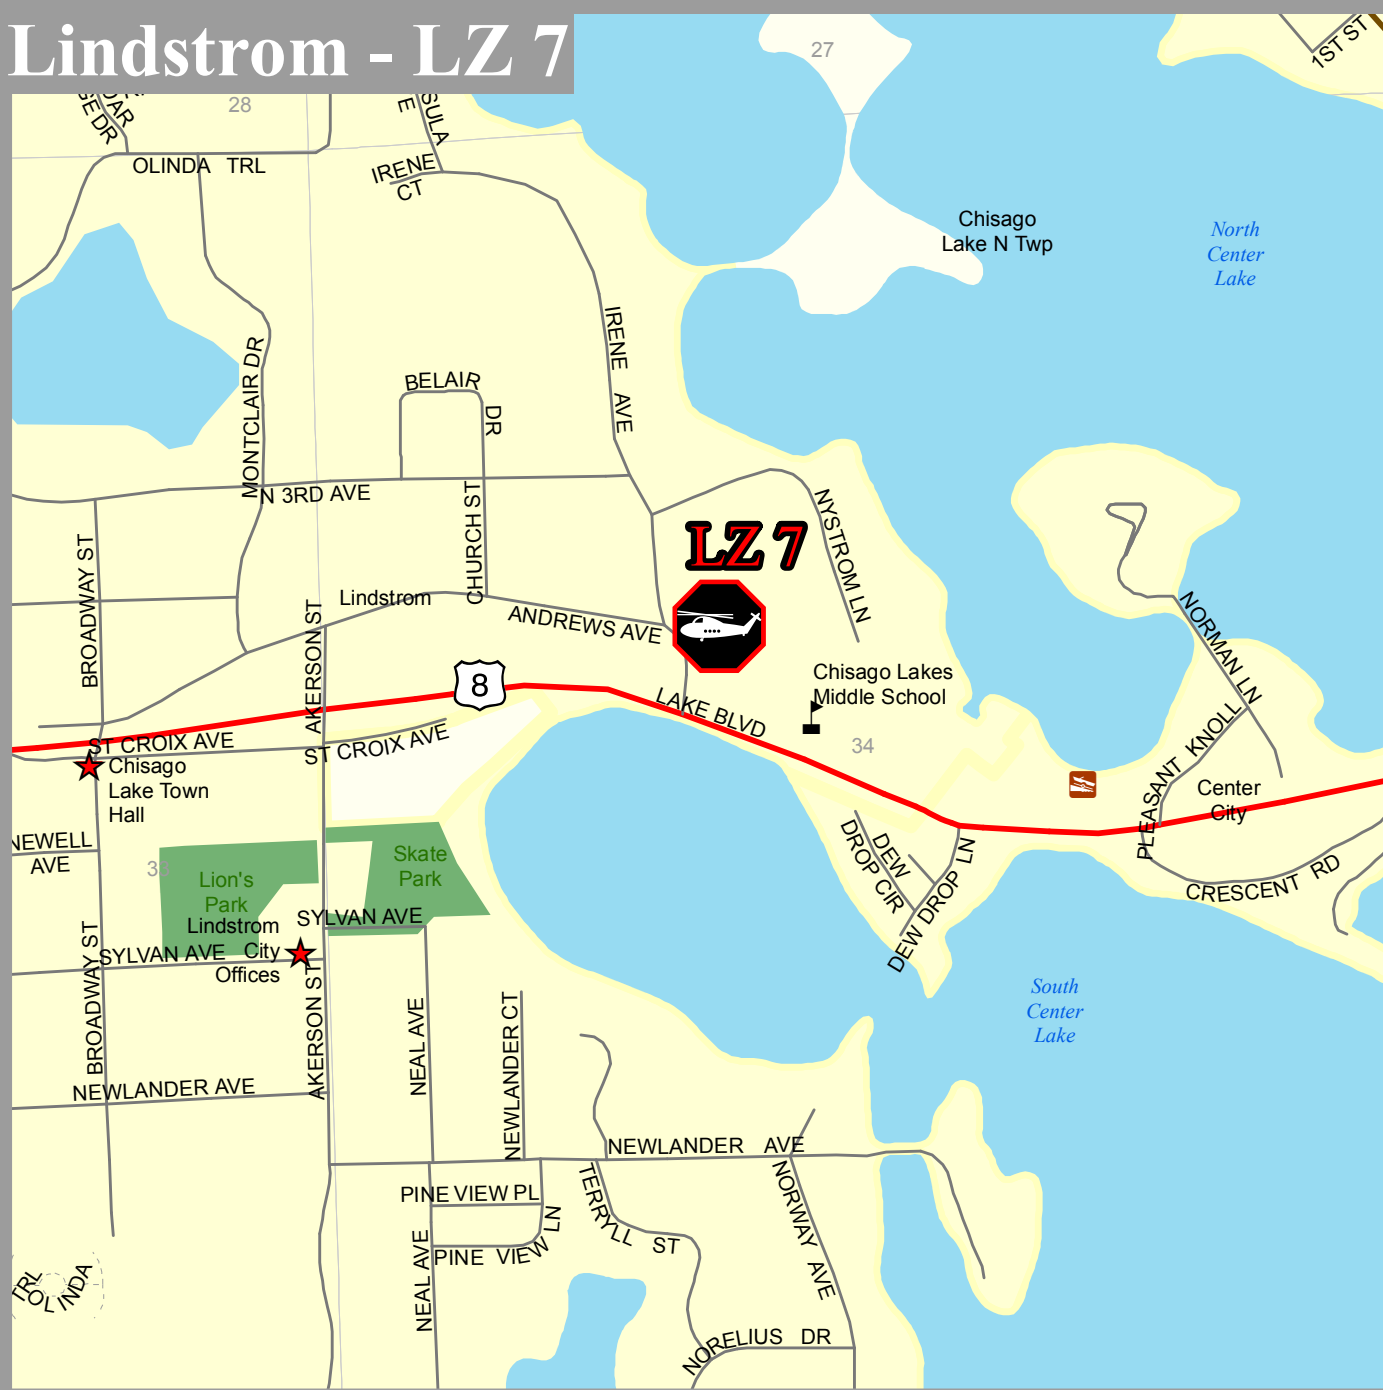 Lindstrom - LZ 7
27
1ST ST
28
DR
OLINDA TRL
IRENE
CT
Chisago
Lake N Twp
North
Center
Lake
IRENE AVE
MONTCLAIR DR
BELAIR
DR
N 3RD AVE
CHURCH ST
NYSTROM LN
LZ 7
BROADWAY ST
Lindstrom
AKERSON ST
ANDREWS AVE
NORMAN LN
8
Chisago Lakes
Middle School
LAKE BLVD
34
ST CROIX AVE
ST CROIX AVE
PLEASANT KNOLL
Chisago
Lake Town
Hall
Center
City
NEWELL
AVE
Skate
Park
Lion's
Park
DEW
DROP CIR
DEW DROP LN
CRESCENT RD
SYLVAN AVE
Lindstrom
City
Offices
SYLVAN AVE
BROADWAY ST
AKERSON ST
South
Center
Lake
NEAL AVE
NEWLANDER CT
NEWLANDER AVE
NEWLANDER AVE
PINE VIEW PL
PINE VIEW LN
TERRYLL ST
NORWAY AVE
NEAL AVE
TRL
OLINDA
NORELIUS DR